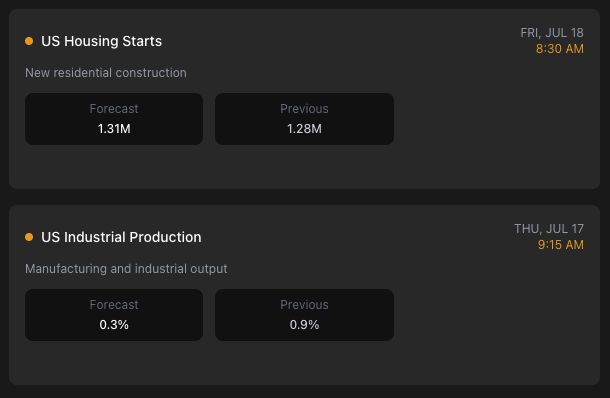 US Housing Starts
FRI, JUL 18
8:30 AM
New residential construction
Forecast
1.31M
Previous
1.28M
US Industrial Production
THU, JUL 17
9:15 AM
Manufacturing and industrial output
Forecast
0.3%
Previous
0.9%